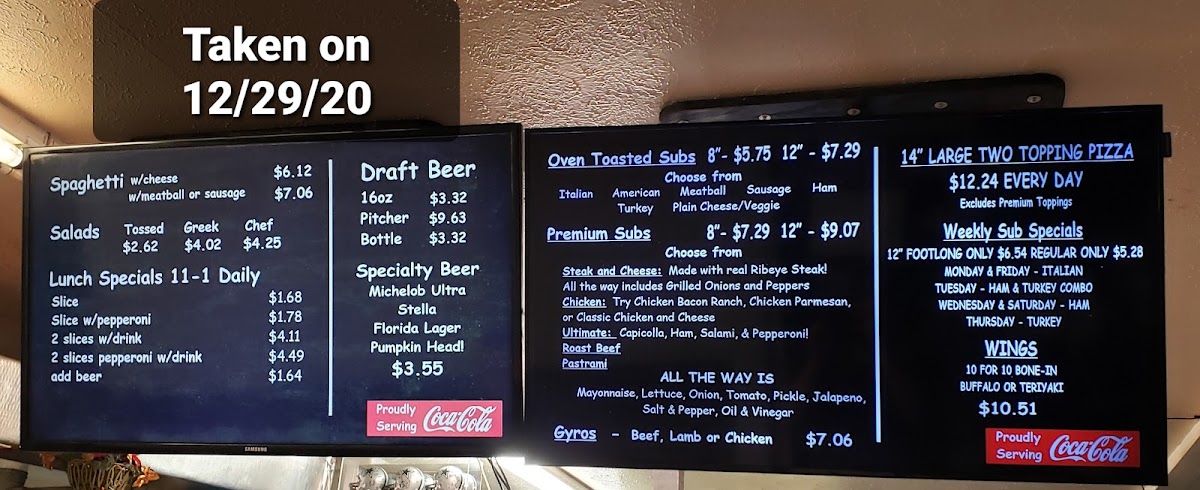 Taken on
12/29/20
Spaghetti w/cheese $6.12
w/meatball or sausage $7.06
Salads Tossed Greek Chef
$2.62 $4.02 $4.25
Lunch Specials 11-1 Daily
Slice $1.68
Slice w/pepperoni $1.78
2 slices w/drink $4.11
2 slices pepperoni w/drink $4.49
add beer $1.64
Draft Beer
16oz $3.32
Pitcher $9.63
Bottle $3.32
Specialty Beer
Michelob Ultra
Stella
Florida Lager
Pumpkin Head!
$3.55
Proudly
Serving Coca-Cola
SAMSUNG
Oven Toasted Subs 8"- $5.75 12" - $7.29
Choose from
Italian American Meatball Sausage Ham
Turkey Plain Cheese/Veggie
Premium Subs 8"- $7.29 12" - $9.07
Choose from
Steak and Cheese: Made with real Ribeye Steak!
All the way includes Grilled Onions and Peppers
Chicken: Try Chicken Bacon Ranch, Chicken Parmesan,
or Classic Chicken and Cheese
Ultimate: Capicolla, Ham, Salami, & Pepperoni!
Roast Beef
Pastrami
ALL THE WAY IS
Mayonnaise, Lettuce, Onion, Tomato, Pickle, Jalapeno,
Salt & Pepper, Oil & Vinegar
Gyros - Beef, Lamb or Chicken $7.06
14" LARGE TWO TOPPING PIZZA
$12.24 EVERY DAY
Excludes Premium Toppings
Weekly Sub Specials
12" FOOTLONG ONLY $6.54 REGULAR ONLY $5.28
MONDAY & FRIDAY - ITALIAN
TUESDAY - HAM & TURKEY COMBO
WEDNESDAY & SATURDAY - HAM
THURSDAY - TURKEY
WINGS
10 FOR 10 BONE-IN
BUFFALO OR TERIYAKI
$10.51
Proudly
Serving Coca-Cola